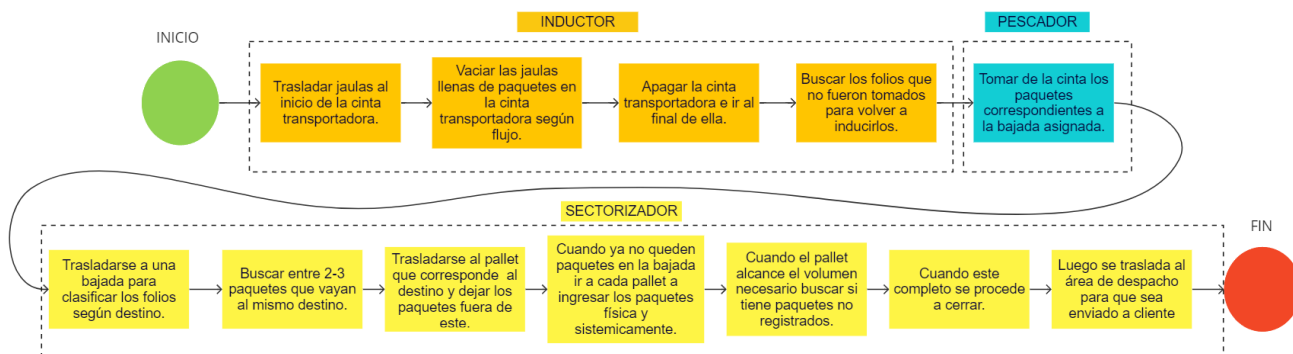 INICIO
INDUCTOR
PESCADOR
Trasladar jaulas al
inicio de la cinta
transportadora.
Vaciar las jaulas
llenas de paquetes en
la cinta
transportadora según
flujo.
Apagar la cinta
transportadora e ir al
final de ella.
Buscar los folios que
no fueron tomados
para volver a
inducirlos.
Tomar de la cinta los
paquetes
correspondientes a
la bajada asignada.
SECTORIZADOR
FIN
Trasladarse a una
bajada para
clasificar los folios
según destino.
Buscar entre 2-3
paquetes que vayan
al mismo destino.
Trasladarse al pallet
que corresponde al
destino y dejar los
paquetes fuera de
este.
Cuando ya no queden
paquetes en la bajada
ir a cada pallet a
ingresar los paquetes
física y
sistemicamente.
Cuando el pallet
alcance el volumen
necesario buscar si
tiene paquetes no
registrados.
Cuando este
completo se procede
a cerrar.
Luego se traslada al
área de despacho
para que sea
enviado a cliente